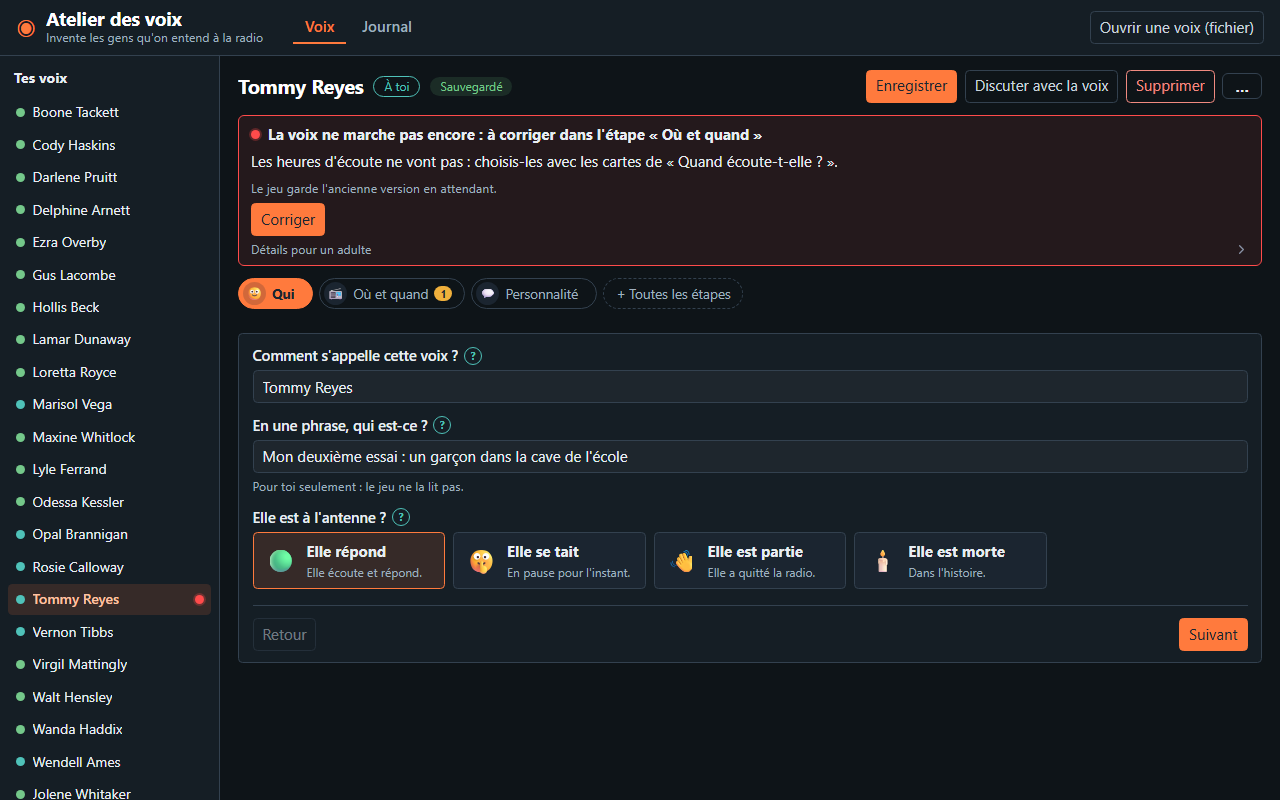 Atelier des voix
Invente les gens qu'on entend à la radio
Voix
Journal
Ouvrir une voix (fichier)
Tes voix
Boone Tackett
Cody Haskins
Darlene Pruitt
Delphine Arnett
Ezra Overby
Gus Lacombe
Hollis Beck
Lamar Dunaway
Loretta Royce
Marisol Vega
Maxine Whitlock
Lyle Ferrand
Odessa Kessler
Opal Brannigan
Rosie Calloway
Tommy Reyes
Vernon Tibbs
Virgil Mattingly
Walt Hensley
Wanda Haddix
Wendell Ames
Jolene Whitaker
Tommy Reyes
À toi
Sauvegardé
Enregistrer
Discuter avec la voix
Supprimer
...
La voix ne marche pas encore : à corriger dans l'étape « Où et quand »
Les heures d'écoute ne vont pas : choisis-les avec les cartes de « Quand écoute-t-elle ? ».
Le jeu garde l'ancienne version en attendant.
Corriger
Détails pour un adulte
Qui
Où et quand 1
Personnalité
+ Toutes les étapes
Comment s'appelle cette voix ? ?
Tommy Reyes
En une phrase, qui est-ce ? ?
Mon deuxième essai : un garçon dans la cave de l'école
Pour toi seulement : le jeu ne la lit pas.
Elle est à l'antenne ? ?
Elle répond
Elle écoute et répond.
Elle se tait
En pause pour l'instant.
Elle est partie
Elle a quitté la radio.
Elle est morte
Dans l'histoire.
Retour
Suivant